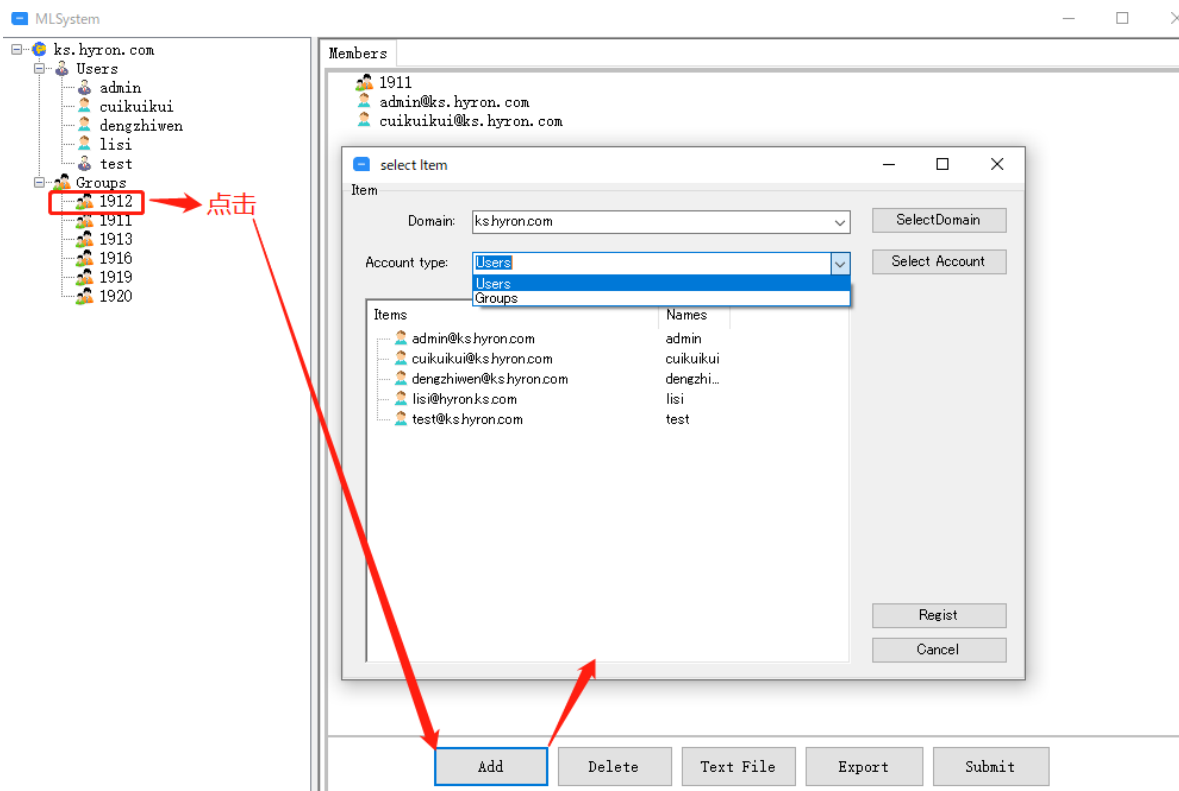 MLSystem
ks.hyron.com
Users
admin
cuikuikui
dengzhiwen
lisi
test
Groups
1912
点击
1911
1913
1916
1919
1920
Members
1911
admin@ks.hyron.com
cuikuikui@ks.hyron.com
select Item
Item
Domain: ks.hyron.com SelectDomain
Account type: Users Select Account
Users
Groups
Items Names
admin@ks.hyron.com admin
cuikuikui@ks.hyron.com cuikuikui
dengzhiwen@ks.hyron.com dengzhi...
lisi@hyron.ks.com lisi
test@ks.hyron.com test
Regist
Cancel
Add Delete Text File Export Submit